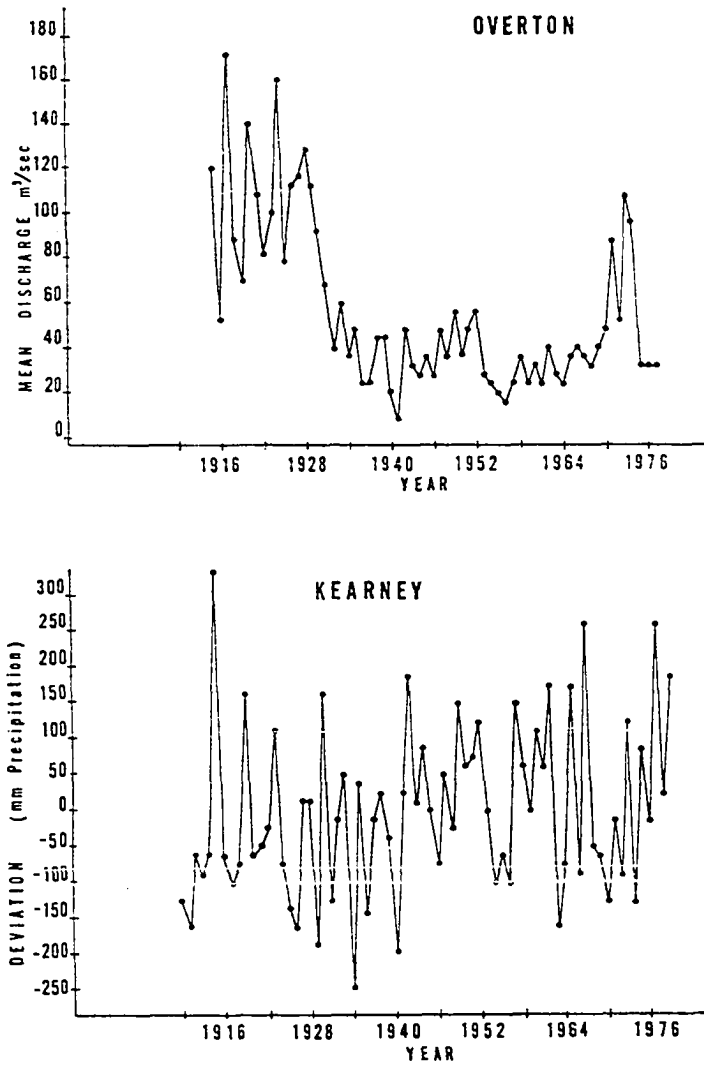 OVERTON
MEAN DISCHARGE m³/sec
180
160
140
120
100
80
60
40
20
0
1916 1928 1940 1952 1964 1976
YEAR
KEARNEY
DEVIATION (mm Precipitation)
300
250
200
150
100
50
0
-50
-100
-150
-200
-250
1916 1928 1940 1952 1964 1976
YEAR